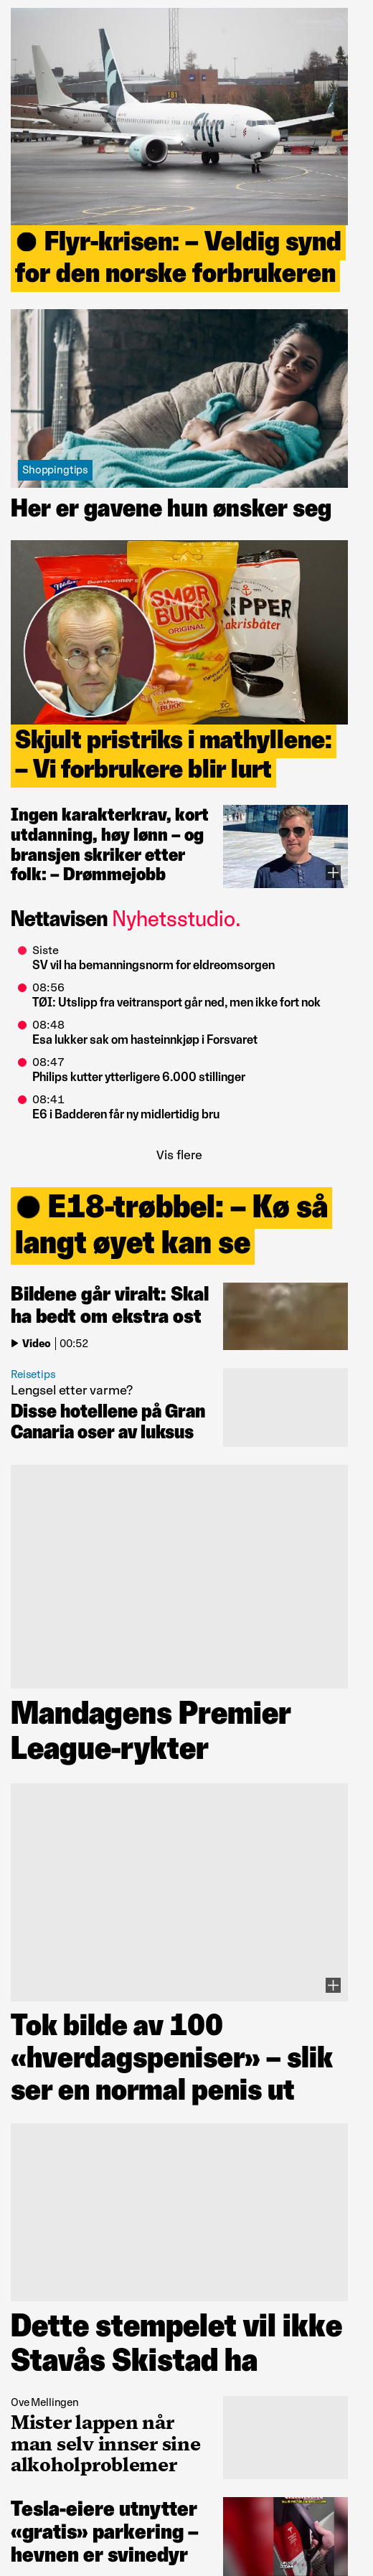 Flyr
● Flyr-krisen: – Veldig synd
for den norske forbrukeren
Shoppingtips
Her er gavene hun ønsker seg
SMØR
BUKK
ORIGINAL
SMØR
BUKK
Skjult pristriks i mathyllene:
– Vi forbrukere blir lurt
Ingen karakterkrav, kort
utdanning, høy lønn – og
bransjen skriker etter
folk: – Drømmejobb
Nettavisen Nyhetsstudio.
Siste
SV vil ha bemanningsnorm for eldreomsorgen
08:56
TØI: Utslipp fra veitransport går ned, men ikke fort nok
08:48
Esa lukker sak om hasteinnkjøp i Forsvaret
08:47
Philips kutter ytterligere 6.000 stillinger
08:41
E6 i Badderen får ny midlertidig bru
Vis flere
● E18-trøbbel: – Kø så
langt øyet kan se
Bildene går viralt: Skal
ha bedt om ekstra ost
Video 00:52
Reisetips
Lengsel etter varme?
Disse hotellene på Gran
Canaria oser av luksus
Mandagens Premier
League-rykter
Tok bilde av 100
«hverdagspeniser» – slik
ser en normal penis ut
Dette stempelet vil ikke
Stavås Skistad ha
Ove Mellingen
Mister lappen når
man selv innser sine
alkoholproblemer
Tesla-eiere utnytter
«gratis» parkering –
hevnen er svinedyr